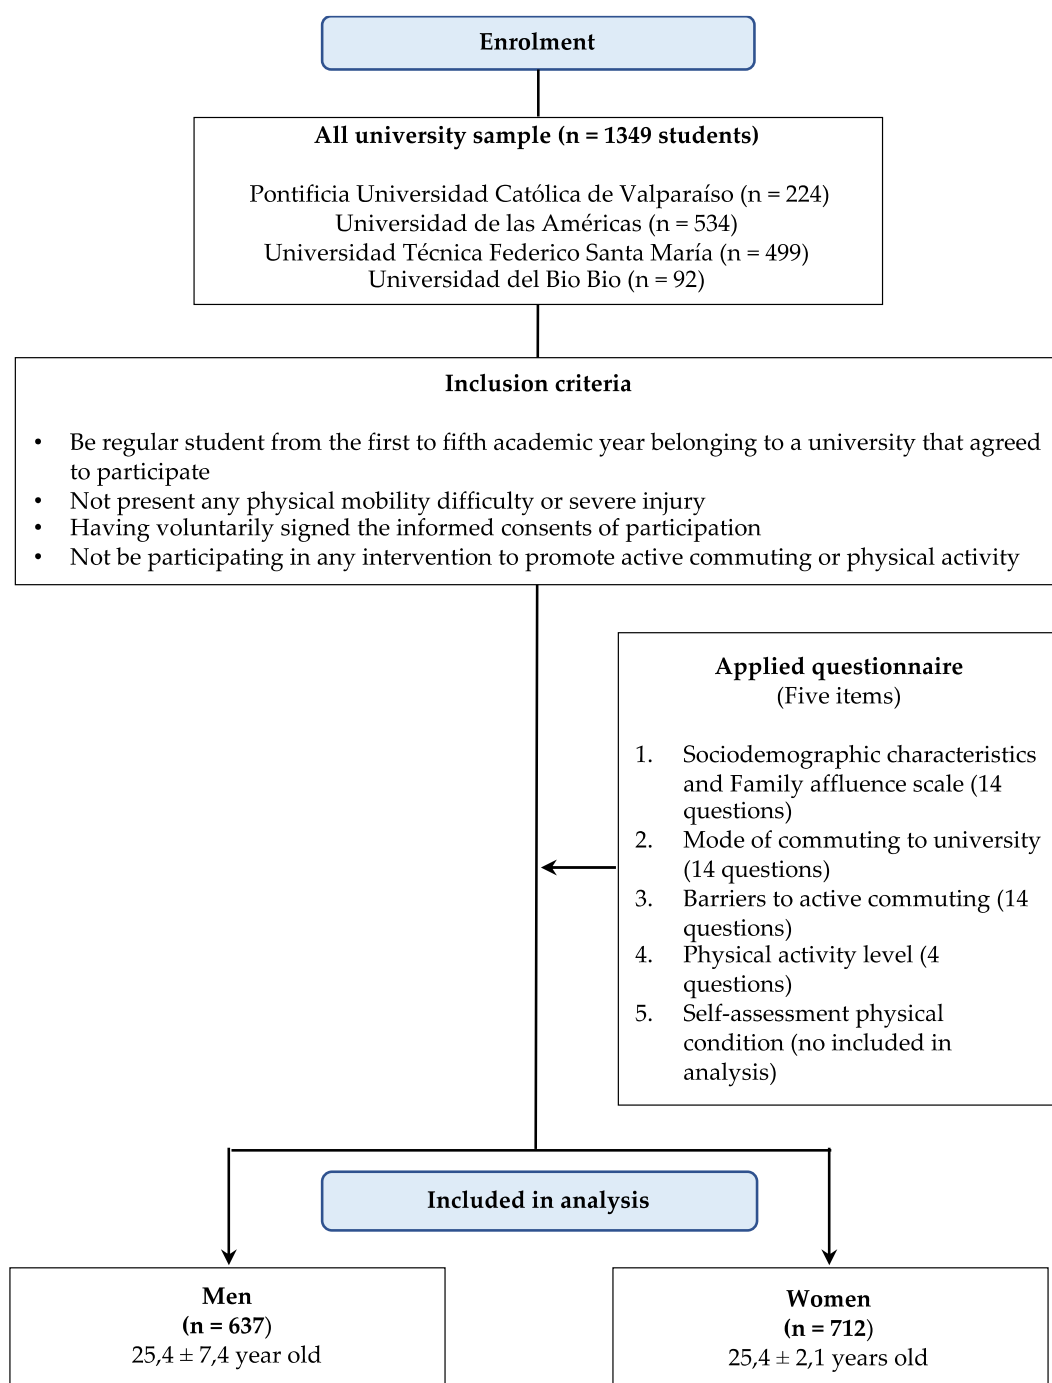 Enrolment
All university sample (n = 1349 students)
Pontificia Universidad Católica de Valparaíso (n = 224)
Universidad de las Américas (n = 534)
Universidad Técnica Federico Santa María (n = 499)
Universidad del Bio Bio (n = 92)
Inclusion criteria
• Be regular student from the first to fifth academic year belonging to a university that agreed
to participate
• Not present any physical mobility difficulty or severe injury
• Having voluntarily signed the informed consents of participation
• Not be participating in any intervention to promote active commuting or physical activity
Applied questionnaire
(Five items)
1. Sociodemographic characteristics
and Family affluence scale (14
questions)
2. Mode of commuting to university
(14 questions)
3. Barriers to active commuting (14
questions)
4. Physical activity level (4
questions)
5. Self-assessment physical
condition (no included in
analysis)
Included in analysis
Men
(n = 637)
25,4 ± 7,4 year old
Women
(n = 712)
25,4 ± 2,1 years old